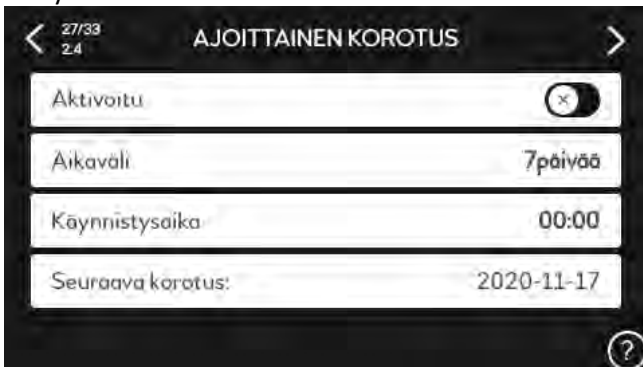 27/33
2.4
AJOITTAINEN KOROTUS
Aktivoitu
Aikaväli 7päivää
Käynnistysaika 00:00
Seuraava korotus: 2020-11-17
?